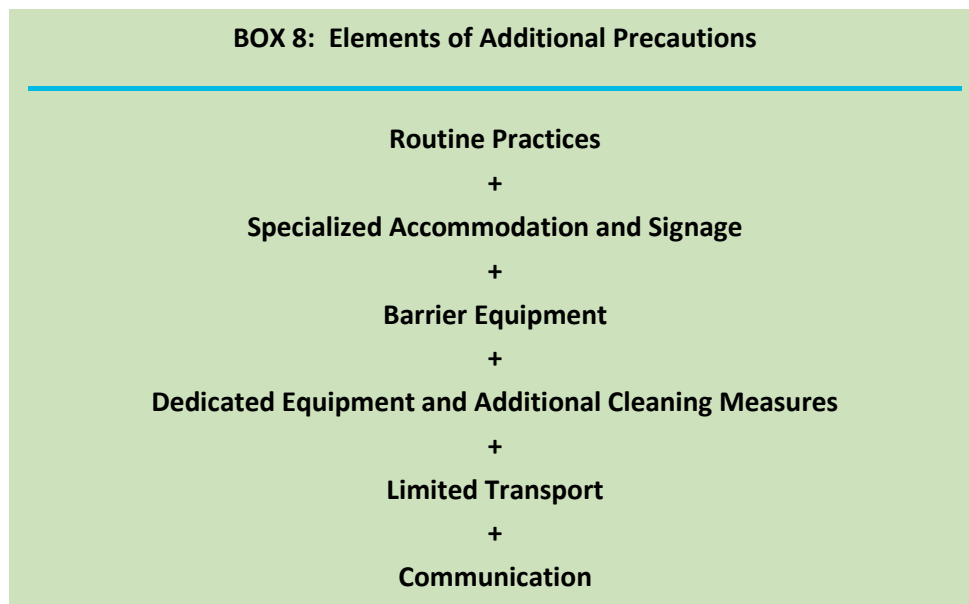 BOX 8: Elements of Additional Precautions
Routine Practices
+
Specialized Accommodation and Signage
+
Barrier Equipment
+
Dedicated Equipment and Additional Cleaning Measures
+
Limited Transport
+
Communication